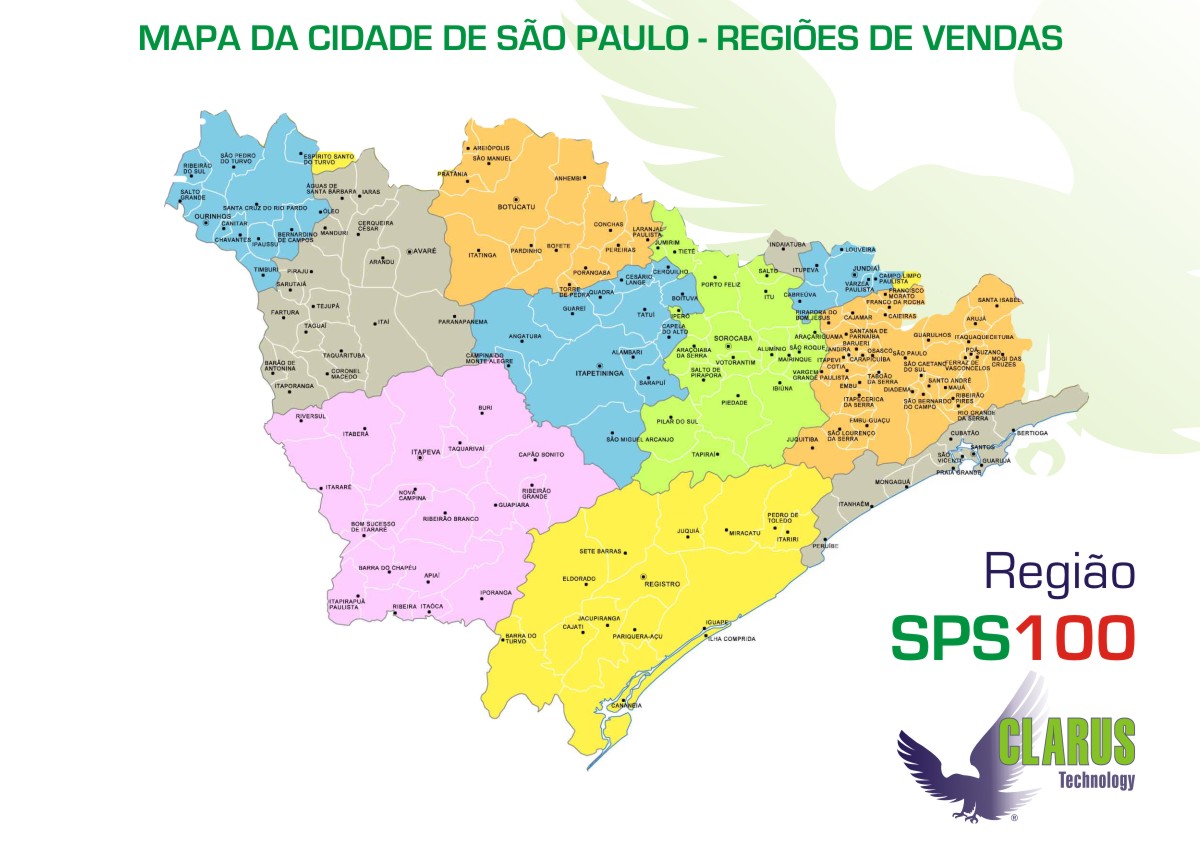 MAPA DA CIDADE DE SÃO PAULO - REGIÕES DE VENDAS
RIBEIRÃO
DO SUL
SÃO PEDRO
DO TURVO
ESPÍRITO SANTO
DO TURVO
SALTO
GRANDE
SANTA CRUZ DO RIO PARDO
OURINHOS
CANITAR
CHAVANTES
IPAUSSU
BERNARDINO
DE CAMPOS
TIMBURI
ÁGUAS DE
SANTA BÁRBARA
IARAS
ÓLEO
MANDURI
CERQUEIRA
CÉSAR
AVARÉ
ARANDU
PIRAJU
SARUTAIÁ
TEJUPÁ
FARTURA
TAGUAÍ
ITAÍ
PARANAPANEMA
TAQUARITUBA
BARÃO DE
ANTONINA
CORONEL
MACEDO
ITAPORANGA
AREIÓPOLIS
SÃO MANUEL
PRATÂNIA
ANHEMBI
BOTUCATU
CONCHAS
LARANJAL
PAULISTA
ITATINGA
PARDINHO
BOFETE
PEREIRAS
PORANGABA
TORRE
DE PEDRA
JUMIRIM
TIETÊ
CERQUILHO
CESÁRIO
LANGE
QUADRA
GUAREÍ
TATUÍ
BOITUVA
IPERÓ
CAPELA
DO ALTO
ANGATUBA
CAMPINA DO
MONTE ALEGRE
ALAMBARI
ITAPETININGA
SARAPUÍ
SÃO MIGUEL ARCANJO
PORTO FELIZ
SALTO
ITU
SOROCABA
ARAÇOIABA
DA SERRA
VOTORANTIM
SALTO DE
PIRAPORA
ALUMÍNIO
SÃO ROQUE
MAIRINQUE
ARAÇARIGUAMA
IBIÚNA
PIEDADE
PILAR DO SUL
TAPIRAÍ
INDAIATUBA
LOUVEIRA
ITUPEVA
JUNDIAÍ
VÁRZEA
PAULISTA
CAMPO LIMPO
PAULISTA
CABREÚVA
FRANCISCO
MORATO
FRANCO DA ROCHA
PIRAPORA DO
BOM JESUS
CAJAMAR
CAIEIRAS
SANTA ISABEL
ARUJÁ
SANTANA DE
PARNAÍBA
BARUERI
GUARULHOS
ITAQUAQUECETUBA
JANDIRA
OSASCO
ITAPEVI
CARAPICUÍBA
SÃO PAULO
POÁ
SUZANO
MOGI DAS
CRUZES
FERRAZ DE
VASCONCELOS
COTIA
SÃO CAETANO
DO SUL
VARGEM
GRANDE PAULISTA
TABOÃO
DA SERRA
EMBU
SANTO ANDRÉ
MAUÁ
DIADEMA
RIBEIRÃO
PIRES
ITAPECERICA
DA SERRA
SÃO BERNARDO
DO CAMPO
RIO GRANDE
DA SERRA
EMBU-GUAÇU
SÃO LOURENÇO
DA SERRA
JUQUITIBA
CUBATÃO
BERTIOGA
SANTOS
SÃO
VICENTE
GUARUJÁ
PRAIA GRANDE
MONGAGUÁ
ITANHAÉM
PERUÍBE
RIVERSUL
BURI
ITABERÁ
TAQUARIVAÍ
ITAPEVA
CAPÃO BONITO
ITARARÉ
NOVA
CAMPINA
RIBEIRÃO
GRANDE
GUAPIARA
BOM SUCESSO
DE ITARARÉ
RIBEIRÃO BRANCO
BARRA DO CHAPÉU
APIAÍ
ITAPIRAPUÃ
PAULISTA
RIBEIRA
ITAÓCA
IPORANGA
PEDRO DE
TOLEDO
JUQUIÁ
MIRACATU
ITARIRI
SETE BARRAS
ELDORADO
REGISTRO
JACUPIRANGA
CAJATI
PARIQUERA-AÇU
IGUAPE
ILHA COMPRIDA
BARRA DO
TURVO
CANANÉIA
Região
SPS100
CLARUS
Technology
®